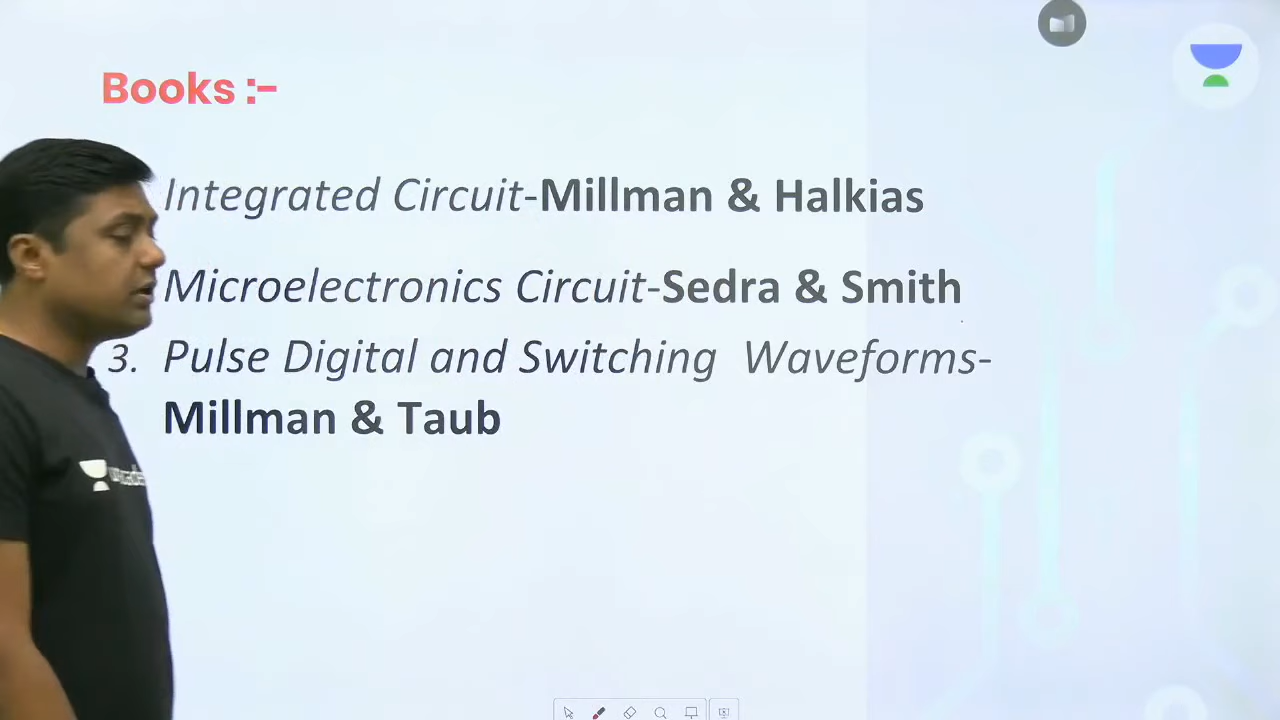 Books :-
Integrated Circuit-Millman & Halkias
Microelectronics Circuit-Sedra & Smith
3. Pulse Digital and Switching Waveforms-
Millman & Taub